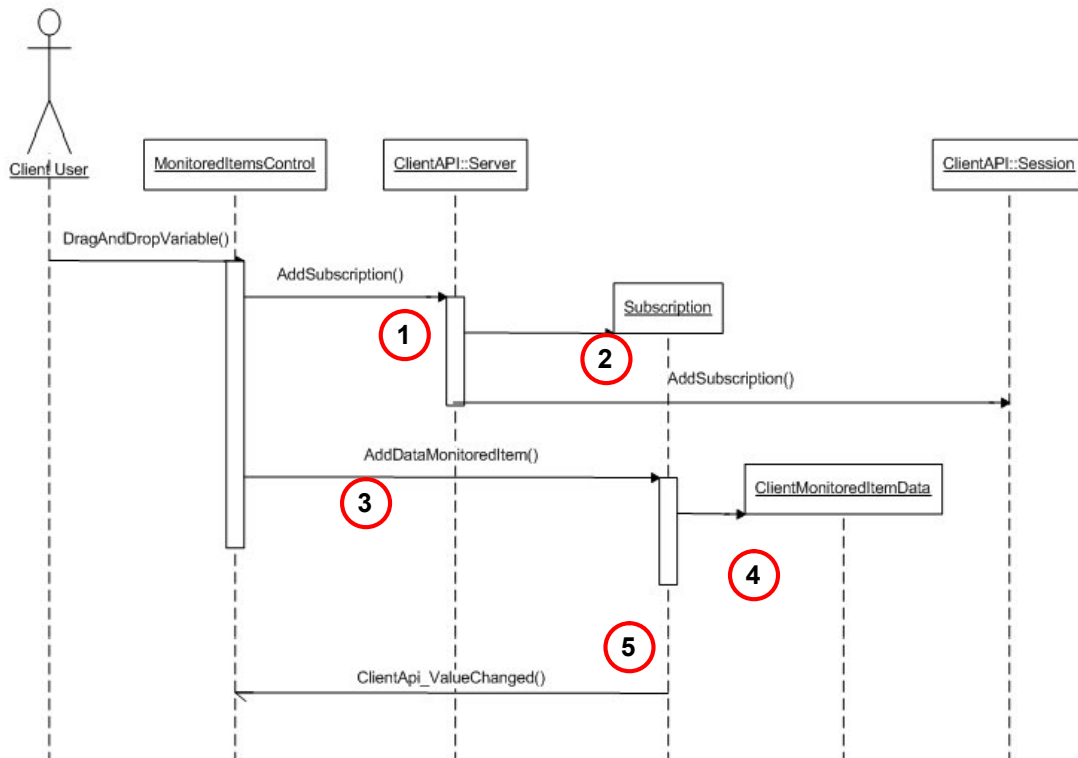 Client User
MonitoredItemsControl
ClientAPI::Server
ClientAPI::Session
DragAndDropVariable()
AddSubscription()
1
Subscription
2
AddSubscription()
AddDataMonitoredItem()
3
ClientMonitoredItemData
4
5
ClientApi_ValueChanged()